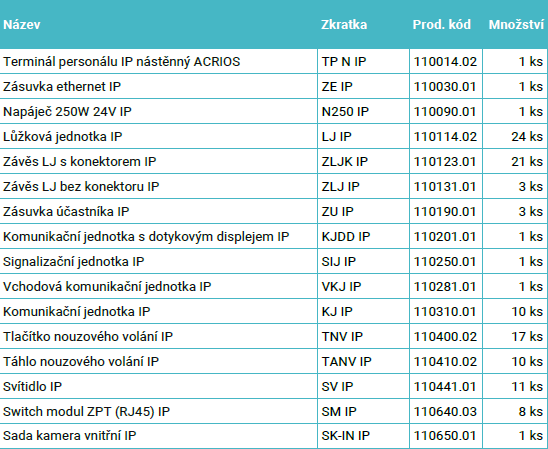 Název Zkratka Prod. kód Množství
Terminál personálu IP nástěnný ACRIOS TP N IP 110014.02 1 ks
Zásuvka ethernet IP ZE IP 110030.01 1 ks
Napáječ 250W 24V IP N250 IP 110090.01 1 ks
Lůžková jednotka IP LJ IP 110114.02 24 ks
Závěs LJ s konektorem IP ZLJK IP 110123.01 21 ks
Závěs LJ bez konektoru IP ZLJ IP 110131.01 3 ks
Zásuvka účastníka IP ZU IP 110190.01 3 ks
Komunikační jednotka s dotykovým displejem IP KJDD IP 110201.01 1 ks
Signalizační jednotka IP SIJ IP 110250.01 1 ks
Vchodová komunikační jednotka IP VKJ IP 110281.01 1 ks
Komunikační jednotka IP KJ IP 110310.01 10 ks
Tlačítko nouzového volání IP TNV IP 110400.02 17 ks
Táhlo nouzového volání IP TANV IP 110410.02 10 ks
Svítidlo IP SV IP 110441.01 11 ks
Switch modul ZPT (RJ45) IP SM IP 110640.03 8 ks
Sada kamera vnitřní IP SK-IN IP 110650.01 1 ks